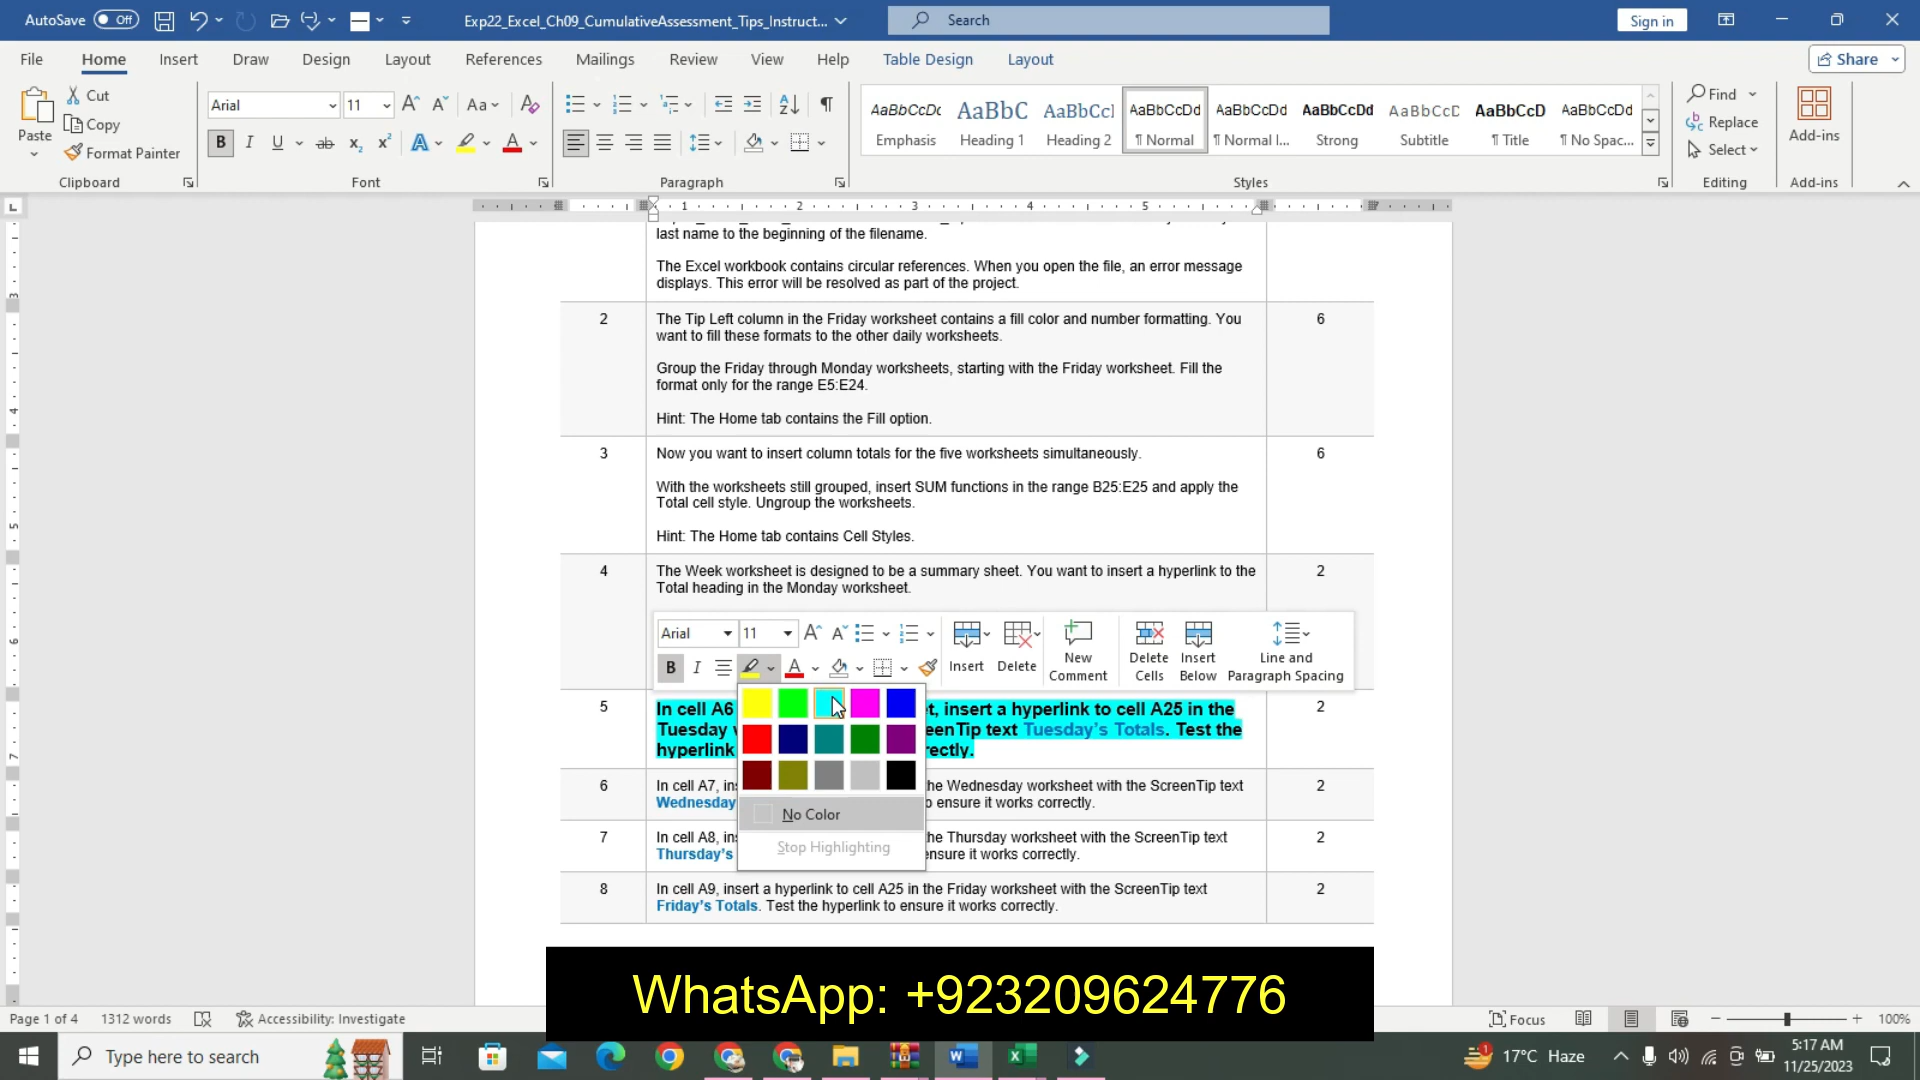 AutoSave Off
Exp22_Excel_Ch09_CumulativeAssessment_Tips_Instruct...
Search
Sign in
File Home Insert Draw Design Layout References Mailings Review View Help Table Design Layout
Share
Paste
Cut
Copy
Format Painter
Clipboard
Arial 11
Font
Paragraph
AaBbCcDc Emphasis
AaBbC Heading 1
AaBbCcI Heading 2
AaBbCcDd ¶ Normal
AaBbCcDd ¶ Normal I...
AaBbCcDd Strong
AaBbCcD Subtitle
AaBbCcD ¶ Title
AaBbCcDd ¶ No Spac...
Styles
Find
Replace
Select
Editing
Add-ins
Add-ins
last name to the beginning of the filename.
The Excel workbook contains circular references. When you open the file, an error message
displays. This error will be resolved as part of the project.
2 The Tip Left column in the Friday worksheet contains a fill color and number formatting. You 6
want to fill these formats to the other daily worksheets.
Group the Friday through Monday worksheets, starting with the Friday worksheet. Fill the
format only for the range E5:E24.
Hint: The Home tab contains the Fill option.
3 Now you want to insert column totals for the five worksheets simultaneously. 6
With the worksheets still grouped, insert SUM functions in the range B25:E25 and apply the
Total cell style. Ungroup the worksheets.
Hint: The Home tab contains Cell Styles.
4 The Week worksheet is designed to be a summary sheet. You want to insert a hyperlink to the 2
Total heading in the Monday worksheet.
Arial 11
Insert Delete
New Comment
Delete Cells
Insert Below
Line and Paragraph Spacing
5 In cell A6 t, insert a hyperlink to cell A25 in the 2
Tuesday eenTip text Tuesday's Totals. Test the
hyperlink rectly.
6 In cell A7, in the Wednesday worksheet with the ScreenTip text 2
Wednesday o ensure it works correctly.
7 In cell A8, in the Thursday worksheet with the ScreenTip text 2
Thursday's ensure it works correctly.
No Color
Stop Highlighting
8 In cell A9, insert a hyperlink to cell A25 in the Friday worksheet with the ScreenTip text 2
Friday's Totals. Test the hyperlink to ensure it works correctly.
WhatsApp: +923209624776
Page 1 of 4 1312 words Accessibility: Investigate
Focus
100%
Type here to search
17°C Haze
5:17 AM
11/25/2023